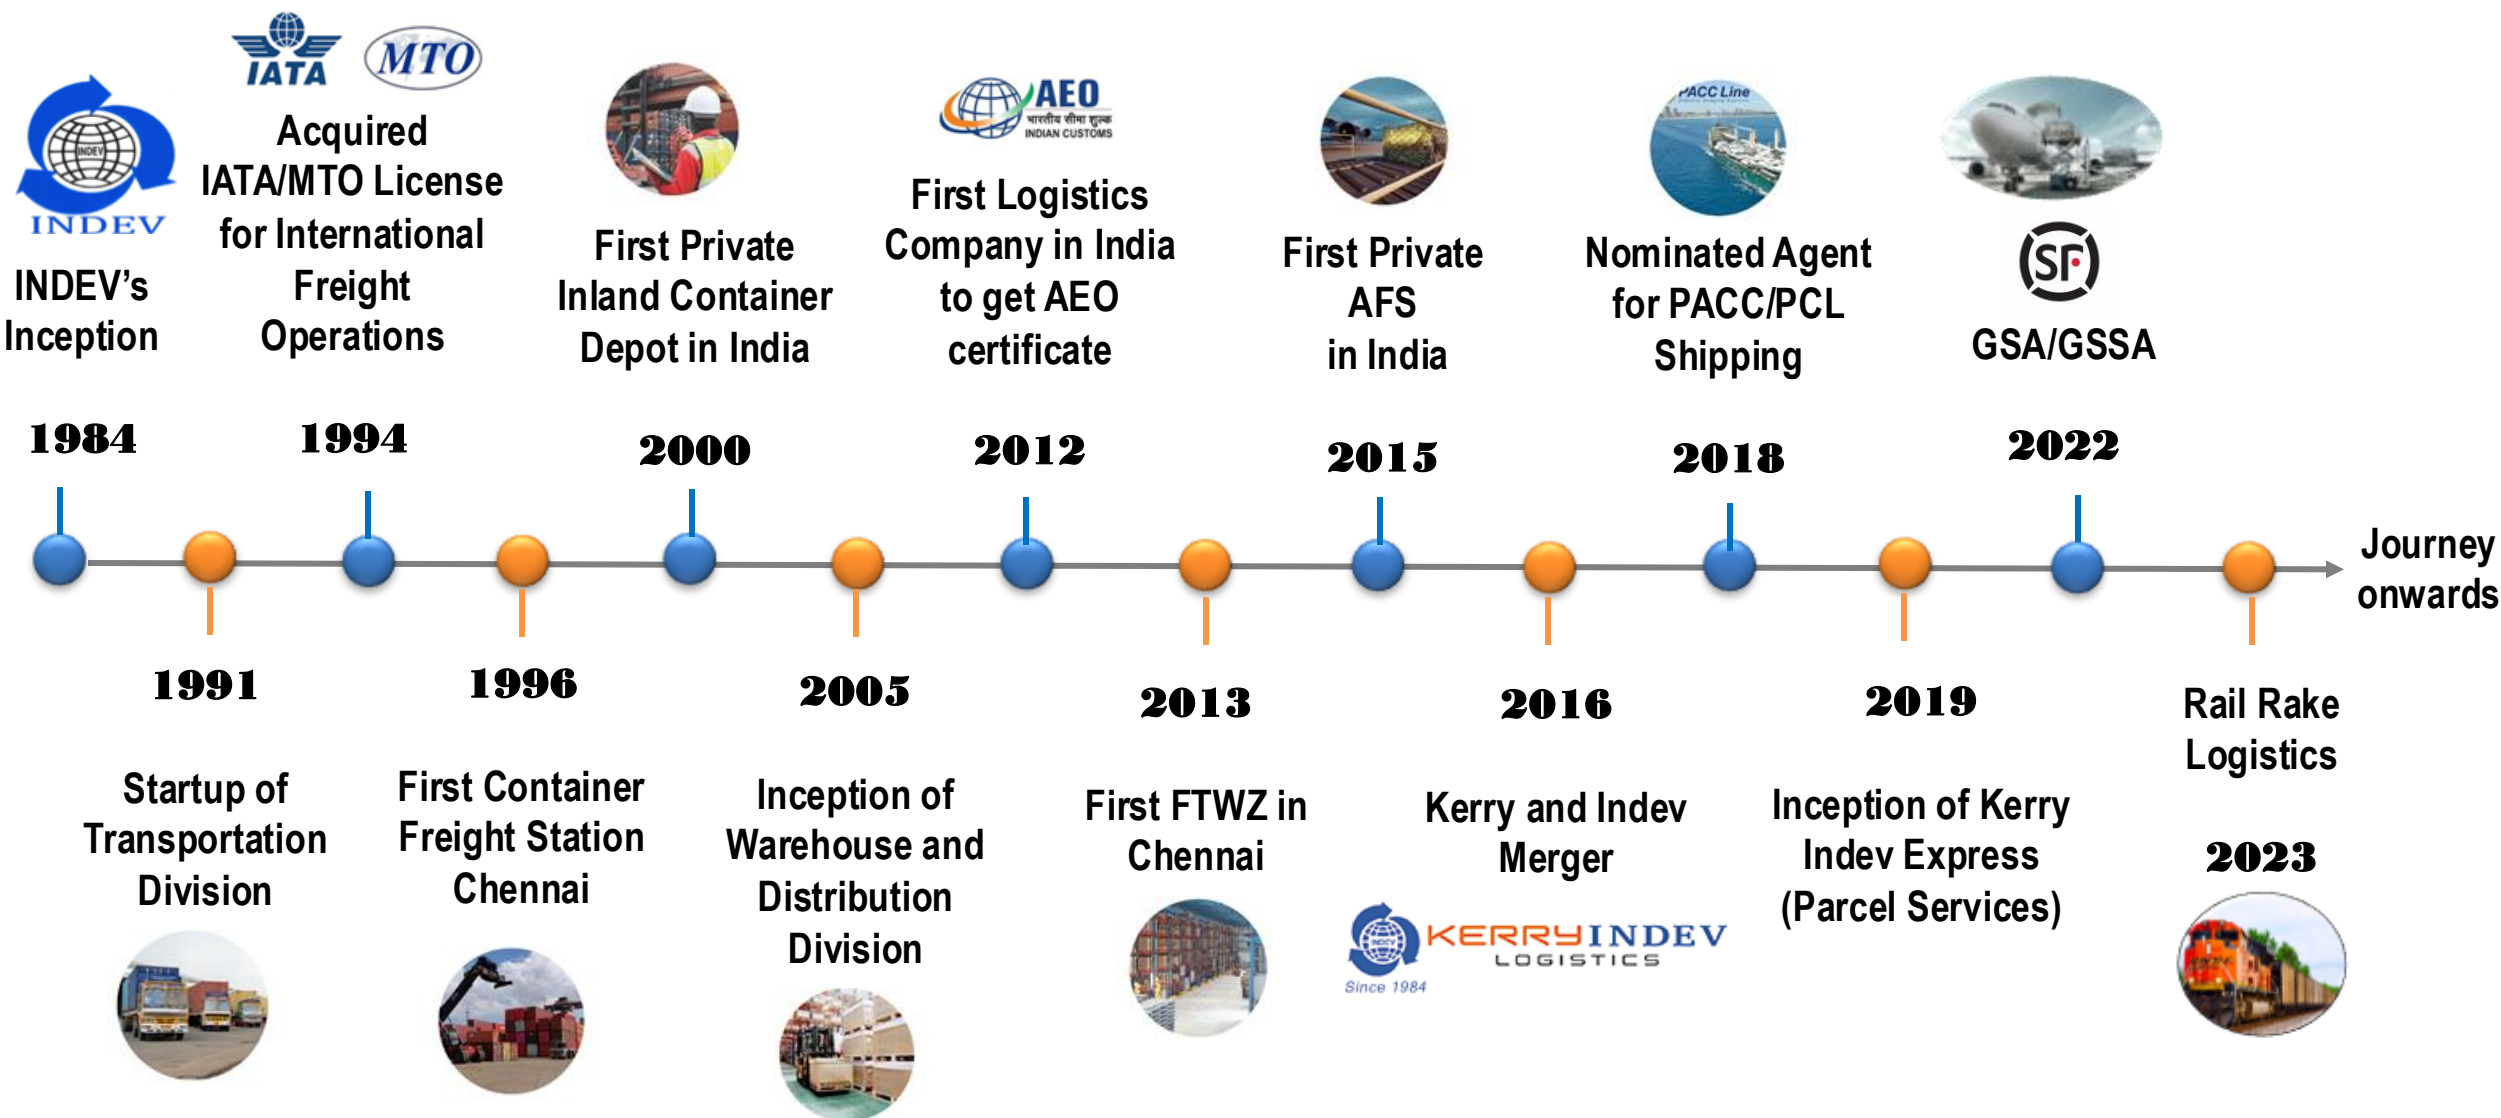 IATA
MTO
INDEV
INDEV
INDEV's
Inception
1984
Acquired
IATA/MTO License
for International
Freight
Operations
1994
First Private
Inland Container
Depot in India
2000
AEO
भारतीय सीमा शुल्क
INDIAN CUSTOMS
First Logistics
Company in India
to get AEO
certificate
2012
First Private
AFS
in India
2015
PACC Line
Nominated Agent
for PACC/PCL
Shipping
2018
SF
GSA/GSSA
2022
Journey
onwards
1991
Startup of
Transportation
Division
1996
First Container
Freight Station
Chennai
2005
Inception of
Warehouse and
Distribution
Division
2013
First FTWZ in
Chennai
2016
Kerry and Indev
Merger
INDEV
KERRYINDEV
LOGISTICS
Since 1984
2019
Inception of Kerry
Indev Express
(Parcel Services)
Rail Rake
Logistics
2023